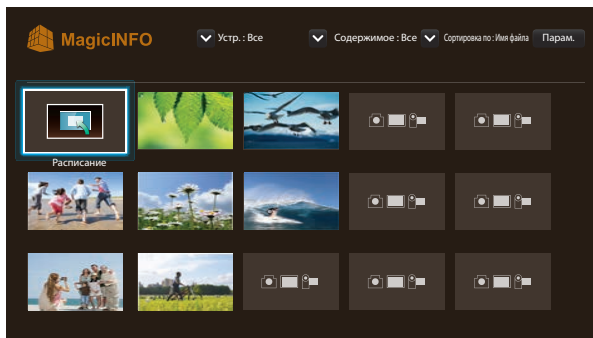 MagicINFO
Устр. : Все
Содержимое : Все
Сортировка по : Имя файла
Парам.
Расписание